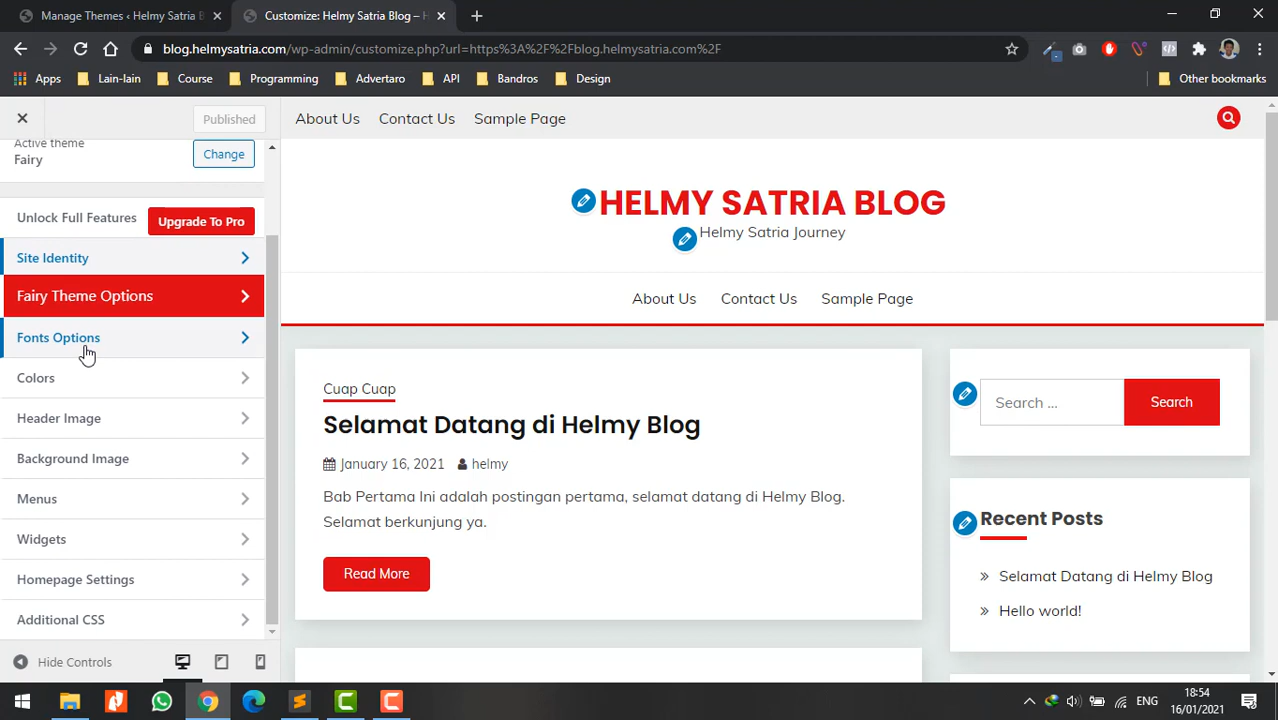 Manage Themes ‹ Helmy Satria B
Customize: Helmy Satria Blog – H
blog.helmysatria.com/wp-admin/customize.php?url=https%3A%2F%2Fblog.helmysatria.com%2F
Apps
Lain-lain
Course
Programming
Advertaro
API
Bandros
Design
Other bookmarks
Published
Active theme
Fairy
Change
Unlock Full Features
Upgrade To Pro
Site Identity
Fairy Theme Options
Fonts Options
Colors
Header Image
Background Image
Menus
Widgets
Homepage Settings
Additional CSS
Hide Controls
About Us
Contact Us
Sample Page
HELMY SATRIA BLOG
Helmy Satria Journey
About Us
Contact Us
Sample Page
Cuap Cuap
Selamat Datang di Helmy Blog
January 16, 2021
helmy
Bab Pertama Ini adalah postingan pertama, selamat datang di Helmy Blog.
Selamat berkunjung ya.
Read More
Search …
Search
Recent Posts
Selamat Datang di Helmy Blog
Hello world!
ENG
18:54
16/01/2021